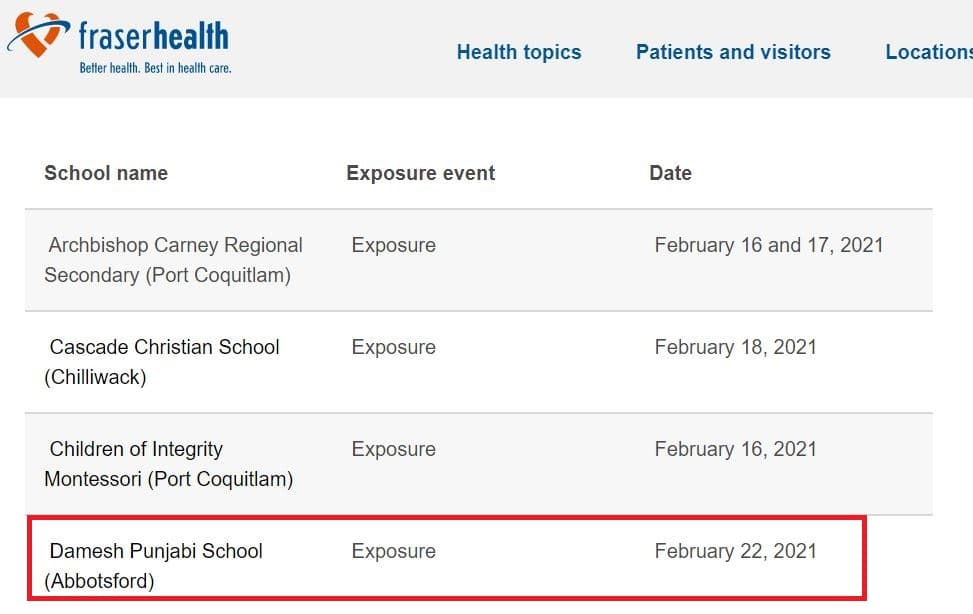 fraserhealth
Better health. Best in health care.
Health topics Patients and visitors Locations
School name Exposure event Date
Archbishop Carney Regional Exposure February 16 and 17, 2021
Secondary (Port Coquitlam)
Cascade Christian School Exposure February 18, 2021
(Chilliwack)
Children of Integrity Exposure February 16, 2021
Montessori (Port Coquitlam)
Damesh Punjabi School Exposure February 22, 2021
(Abbotsford)